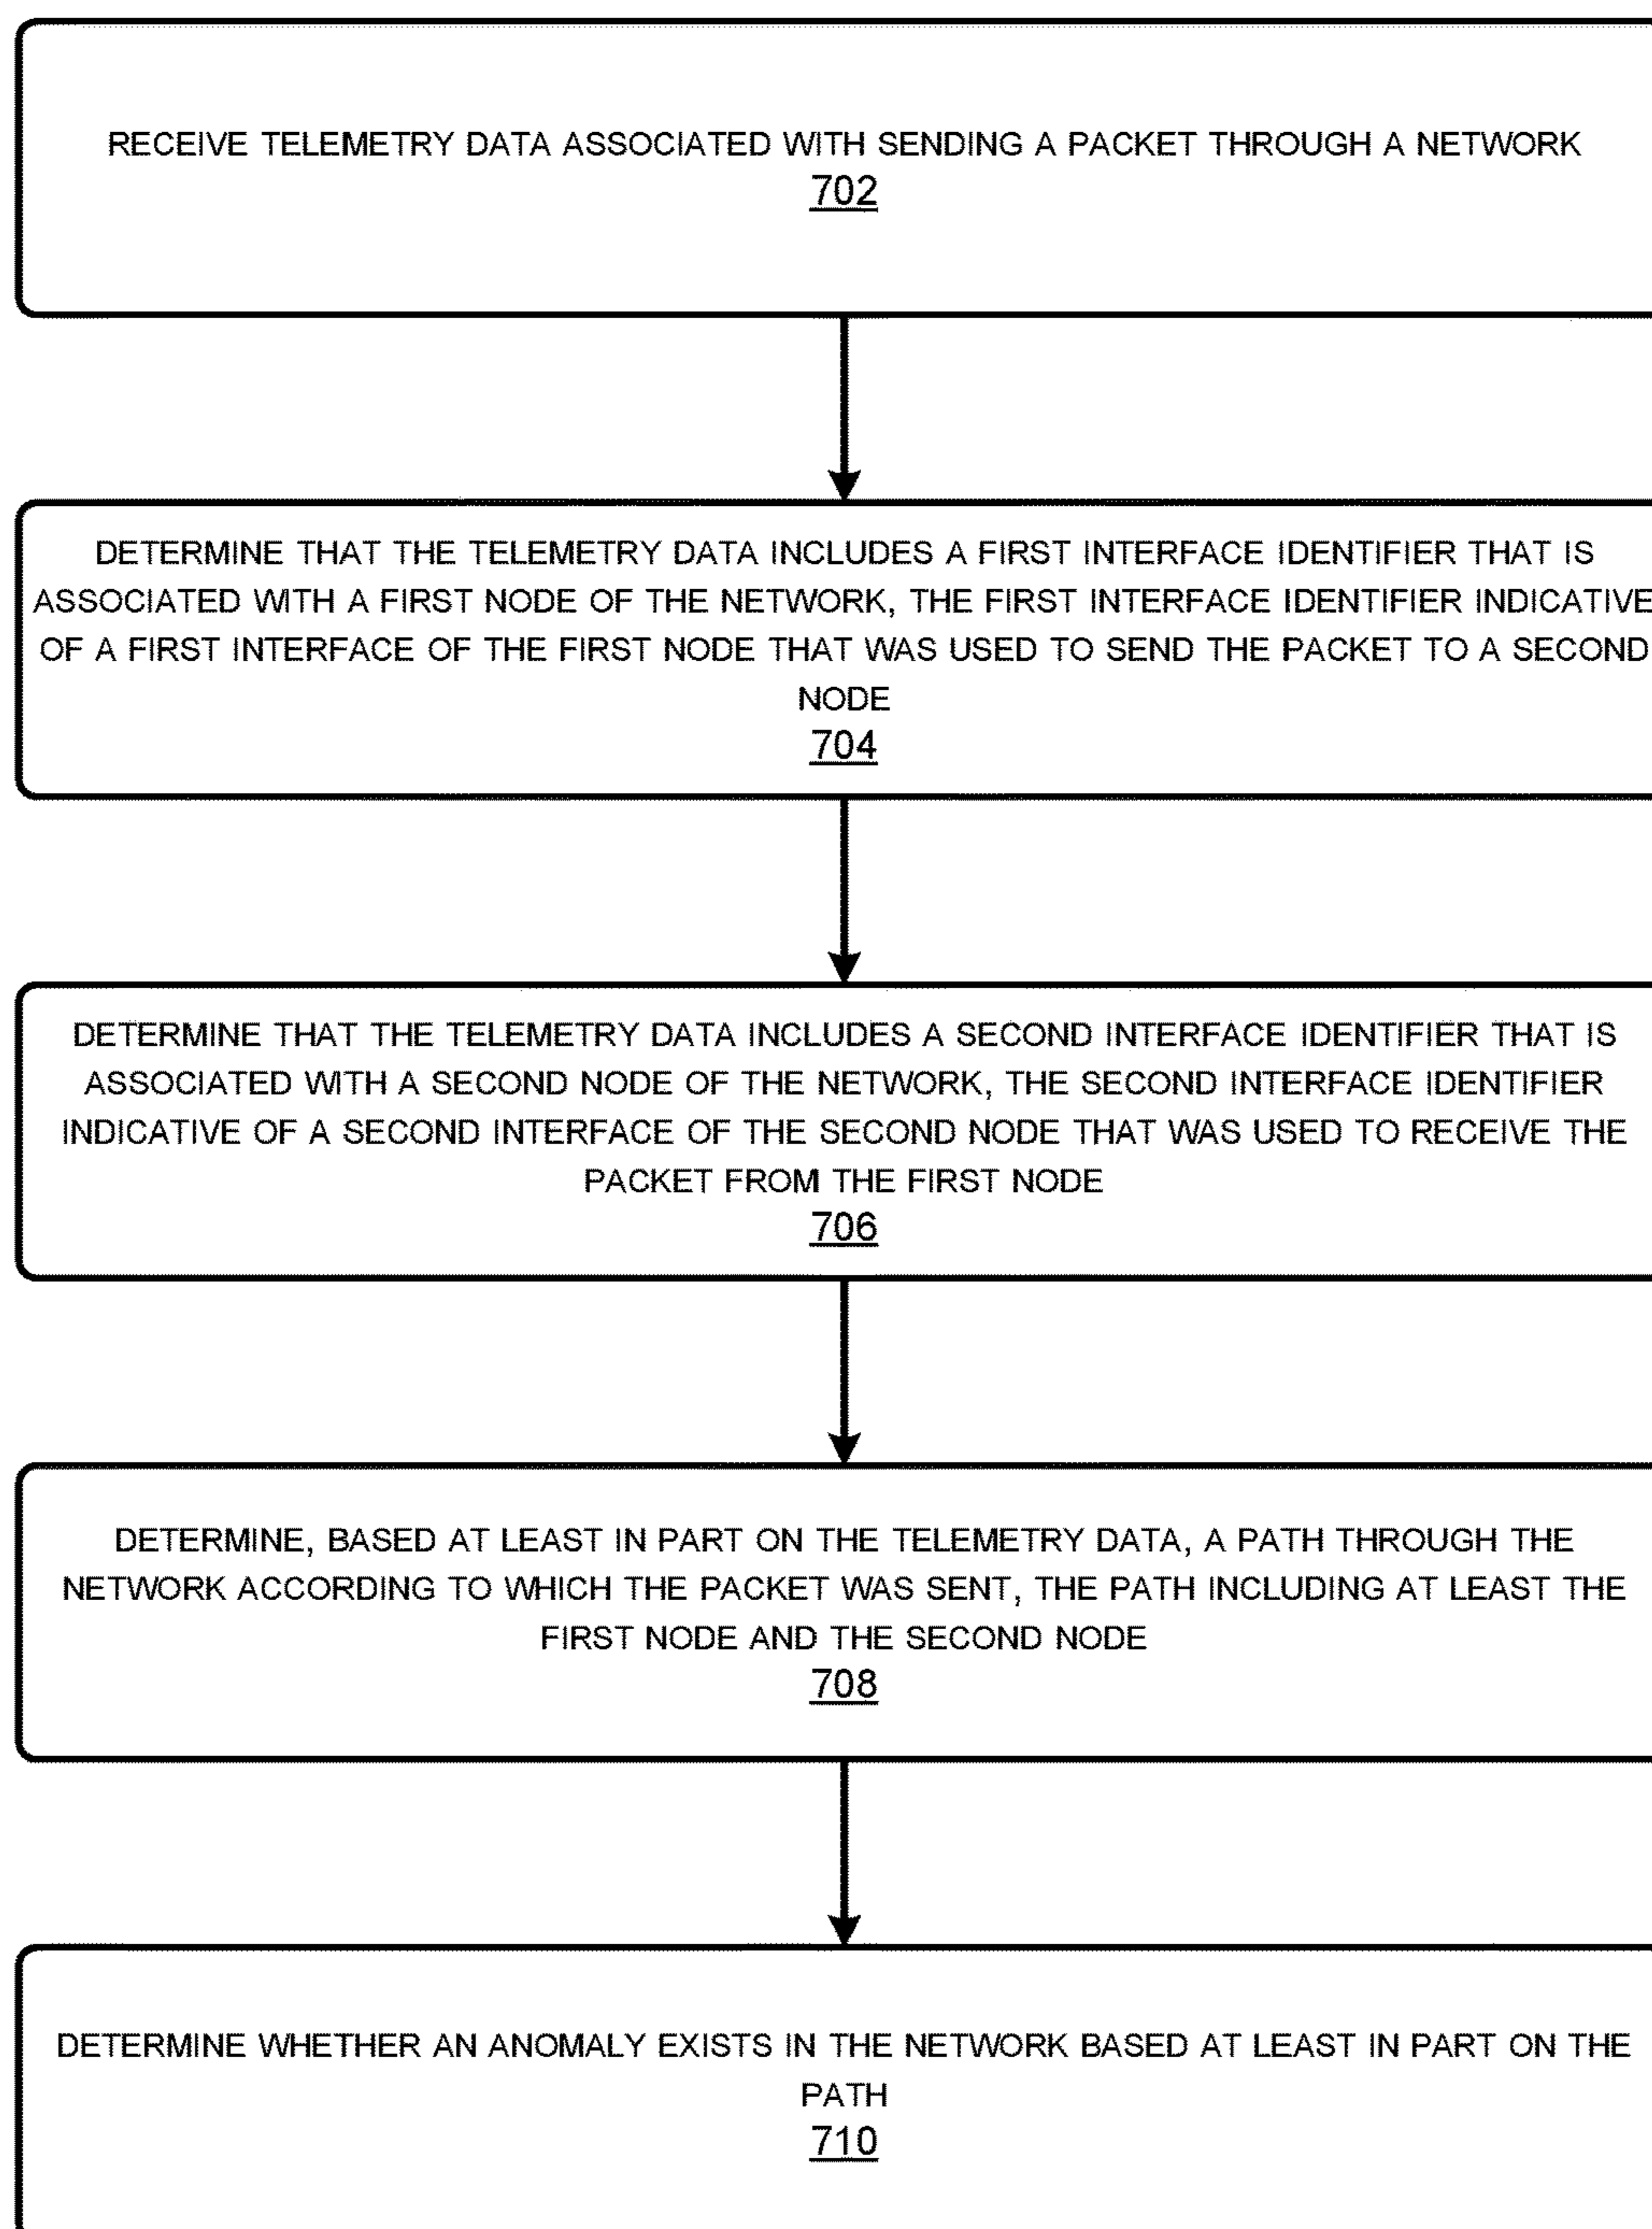 RECEIVE TELEMETRY DATA ASSOCIATED WITH SENDING A PACKET THROUGH A NETWORK
702
DETERMINE THAT THE TELEMETRY DATA INCLUDES A FIRST INTERFACE IDENTIFIER THAT IS
ASSOCIATED WITH A FIRST NODE OF THE NETWORK, THE FIRST INTERFACE IDENTIFIER INDICATIVE
OF A FIRST INTERFACE OF THE FIRST NODE THAT WAS USED TO SEND THE PACKET TO A SECOND
NODE
704
DETERMINE THAT THE TELEMETRY DATA INCLUDES A SECOND INTERFACE IDENTIFIER THAT IS
ASSOCIATED WITH A SECOND NODE OF THE NETWORK, THE SECOND INTERFACE IDENTIFIER
INDICATIVE OF A SECOND INTERFACE OF THE SECOND NODE THAT WAS USED TO RECEIVE THE
PACKET FROM THE FIRST NODE
706
DETERMINE, BASED AT LEAST IN PART ON THE TELEMETRY DATA, A PATH THROUGH THE
NETWORK ACCORDING TO WHICH THE PACKET WAS SENT, THE PATH INCLUDING AT LEAST THE
FIRST NODE AND THE SECOND NODE
708
DETERMINE WHETHER AN ANOMALY EXISTS IN THE NETWORK BASED AT LEAST IN PART ON THE
PATH
710